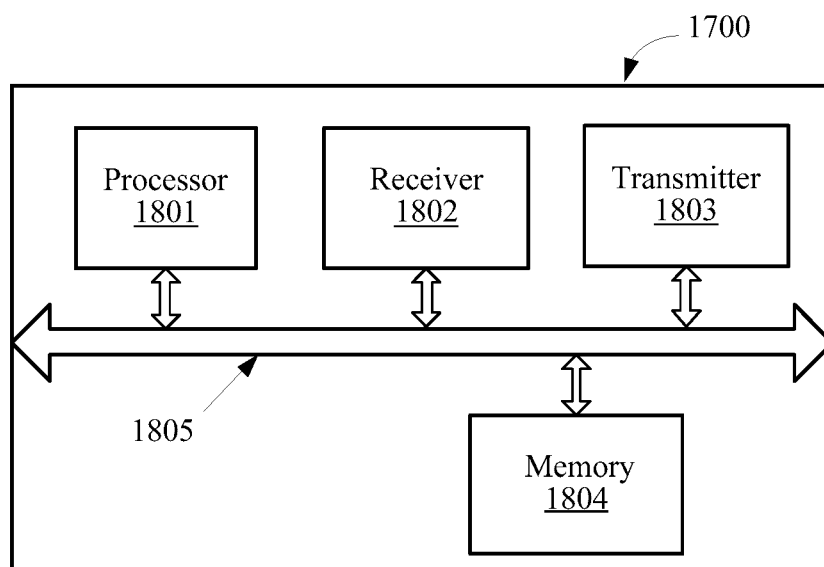 1700
Processor
1801
Receiver
1802
Transmitter
1803
1805
Memory
1804